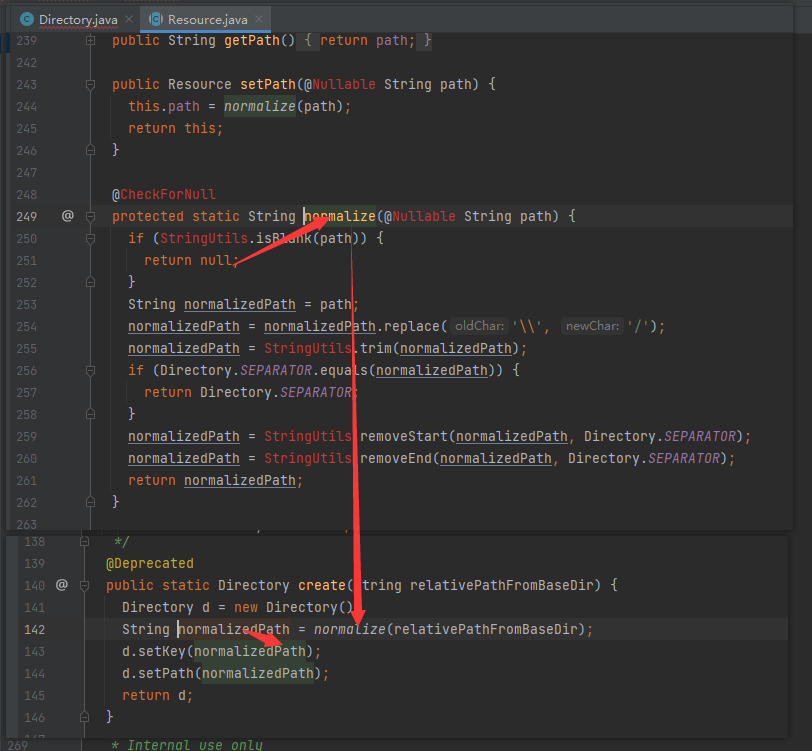 Directory.java × Resource.java ×
239 public String getPath() { return path; }
242
243 public Resource setPath(@Nullable String path) {
244 this.path = normalize(path);
245 return this;
246 }
247
248 @CheckForNull
249 @ protected static String normalize(@Nullable String path) {
250 if (StringUtils.isBlank(path)) {
251 return null;
252 }
253 String normalizedPath = path;
254 normalizedPath = normalizedPath.replace( oldChar: '\\', newChar: '/');
255 normalizedPath = StringUtils.trim(normalizedPath);
256 if (Directory.SEPARATOR.equals(normalizedPath)) {
257 return Directory.SEPARATOR;
258 }
259 normalizedPath = StringUtils.removeStart(normalizedPath, Directory.SEPARATOR);
260 normalizedPath = StringUtils.removeEnd(normalizedPath, Directory.SEPARATOR);
261 return normalizedPath;
262 }
263
138 */
139 @Deprecated
140 @ public static Directory create(String relativePathFromBaseDir) {
141 Directory d = new Directory();
142 String normalizedPath = normalize(relativePathFromBaseDir);
143 d.setKey(normalizedPath);
144 d.setPath(normalizedPath);
145 return d;
146 }
269 * Internal use only